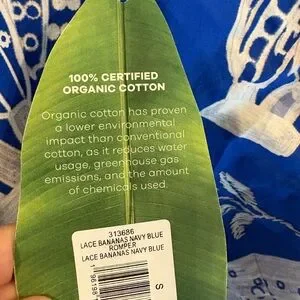 100% CERTIFIED
ORGANIC COTTON
Organic cotton has proven
a lower environmental
impact than conventional
cotton, as it reduces water
usage, greenhouse gas
emissions, and the amount
of chemicals used.
313686
LACE BANANAS NAVY BLUE
ROMPER
LACE BANANAS NAVY BLUE
S